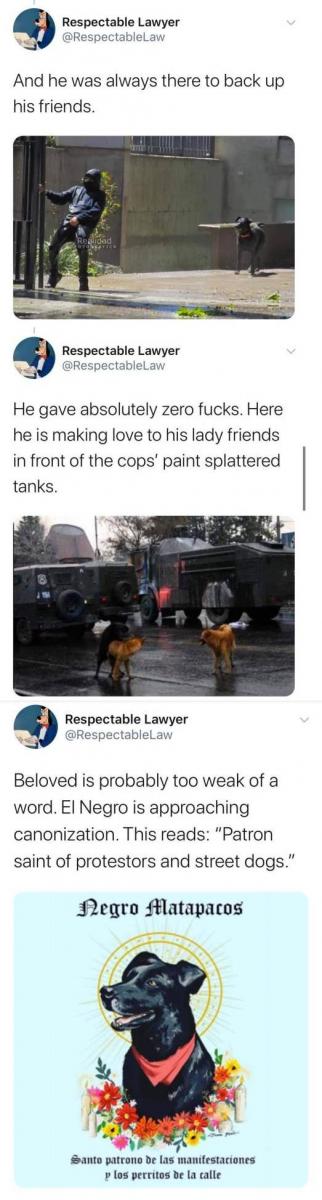 Respectable Lawyer
@RespectableLaw
And he was always there to back up
his friends.
Realidad
Respectable Lawyer
@RespectableLaw
He gave absolutely zero fucks. Here
he is making love to his lady friends
in front of the cops’ paint splattered
tanks.
Respectable Lawyer
@RespectableLaw
Beloved is probably too weak of a
word. El Negro is approaching
canonization. This reads: “Patron
saint of protestors and street dogs.”
Negro Matapacos
Santo patrono de las manifestaciones
y los perritos de la calle